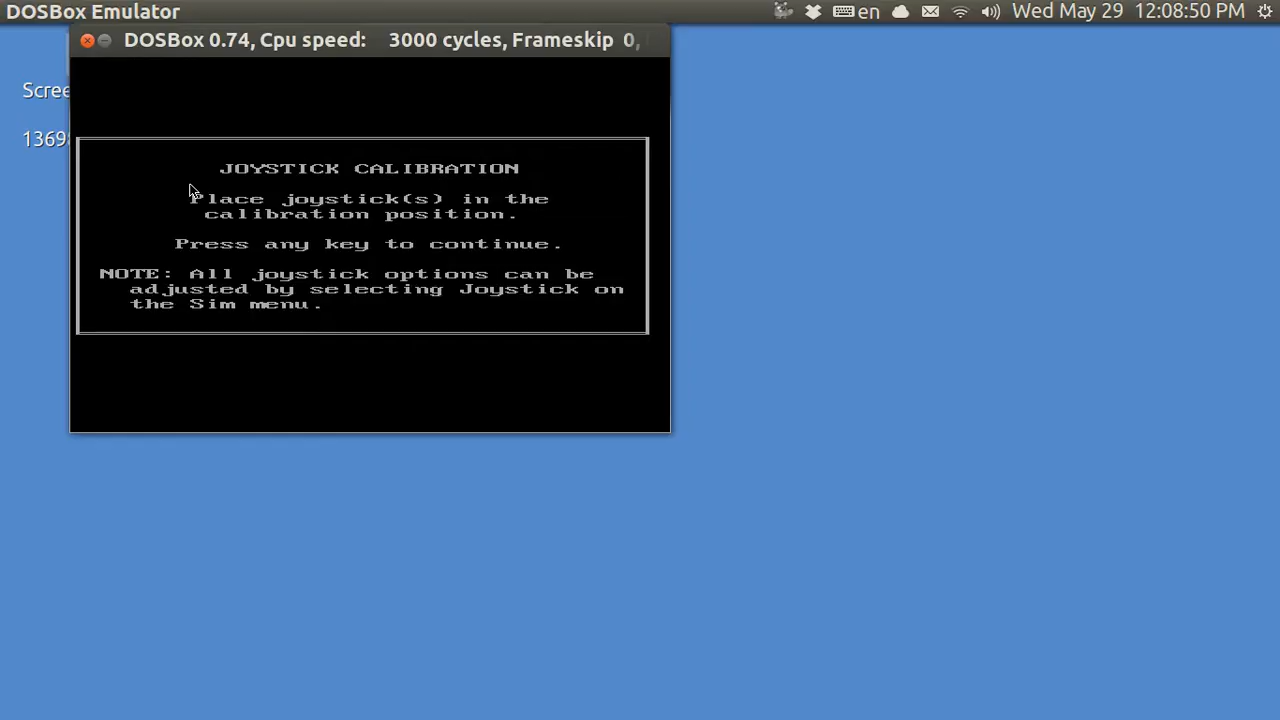 DOSBox Emulator
en
Wed May 29 12:08:50 PM
DOSBox 0.74, Cpu speed: 3000 cycles, Frameskip 0,
Scree
1369
JOYSTICK CALIBRATION
Place joystick(s) in the
calibration position.
Press any key to continue.
NOTE: All joystick options can be
adjusted by selecting Joystick on
the Sim menu.